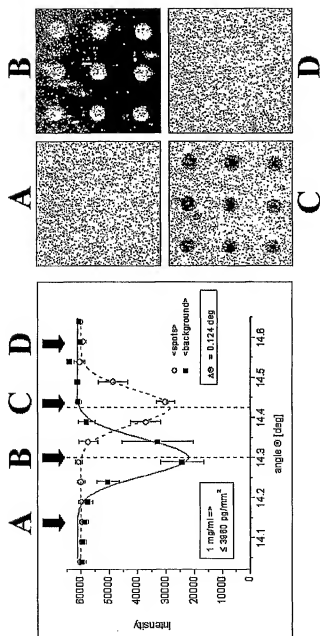 A B C D
60000
50000
40000
30000
20000
10000
0
Intensity
<spots>
<background>
ΔΘ = 0.124 deg
1 mg/ml =>
≤ 3980 pg/mm²
14.1 14.2 14.3 14.4 14.5 14.6
angle Θ [deg]
A B
C D